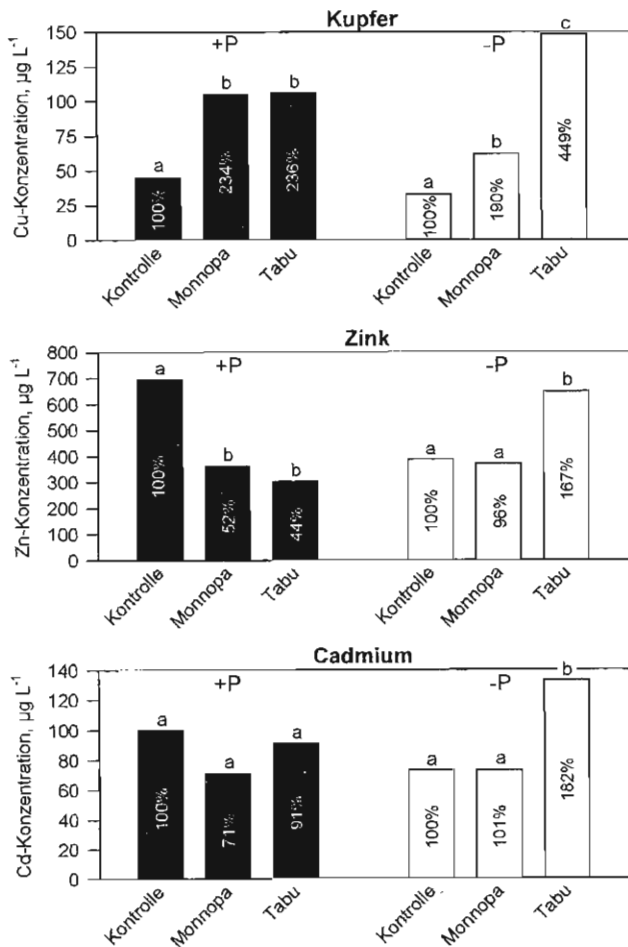 Kupfer
Cu-Konzentration, µg L-1
150
125
100
75
50
25
0
+P
-P
a
b
b
a
b
c
100%
234%
236%
100%
190%
449%
Kontrolle
Monnopa
Tabu
Kontrolle
Monnopa
Tabu
Zink
Zn-Konzentration, µg L-1
800
700
600
500
400
300
200
100
0
+P
-P
a
b
b
a
a
b
100%
52%
44%
100%
96%
167%
Kontrolle
Monnopa
Tabu
Kontrolle
Monnopa
Tabu
Cadmium
Cd-Konzentration, µg L-1
140
120
100
80
60
40
20
0
+P
-P
a
a
a
a
a
b
100%
71%
91%
100%
101%
182%
Kontrolle
Monnopa
Tabu
Kontrolle
Monnopa
Tabu